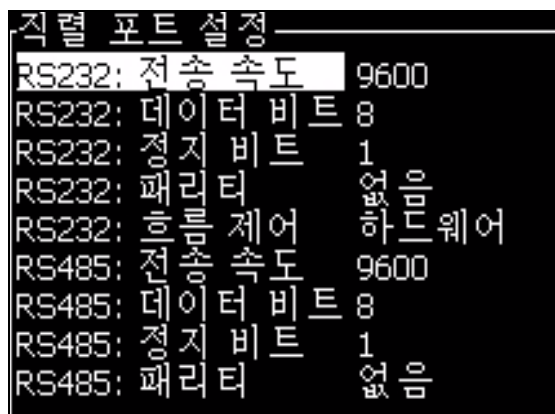 직렬 포트 설정
RS232: 전송 속도 9600
RS232: 데이터 비트 8
RS232: 정지 비트 1
RS232: 패리티 없음
RS232: 흐름 제어 하드웨어
RS485: 전송 속도 9600
RS485: 데이터 비트 8
RS485: 정지 비트 1
RS485: 패리티 없음